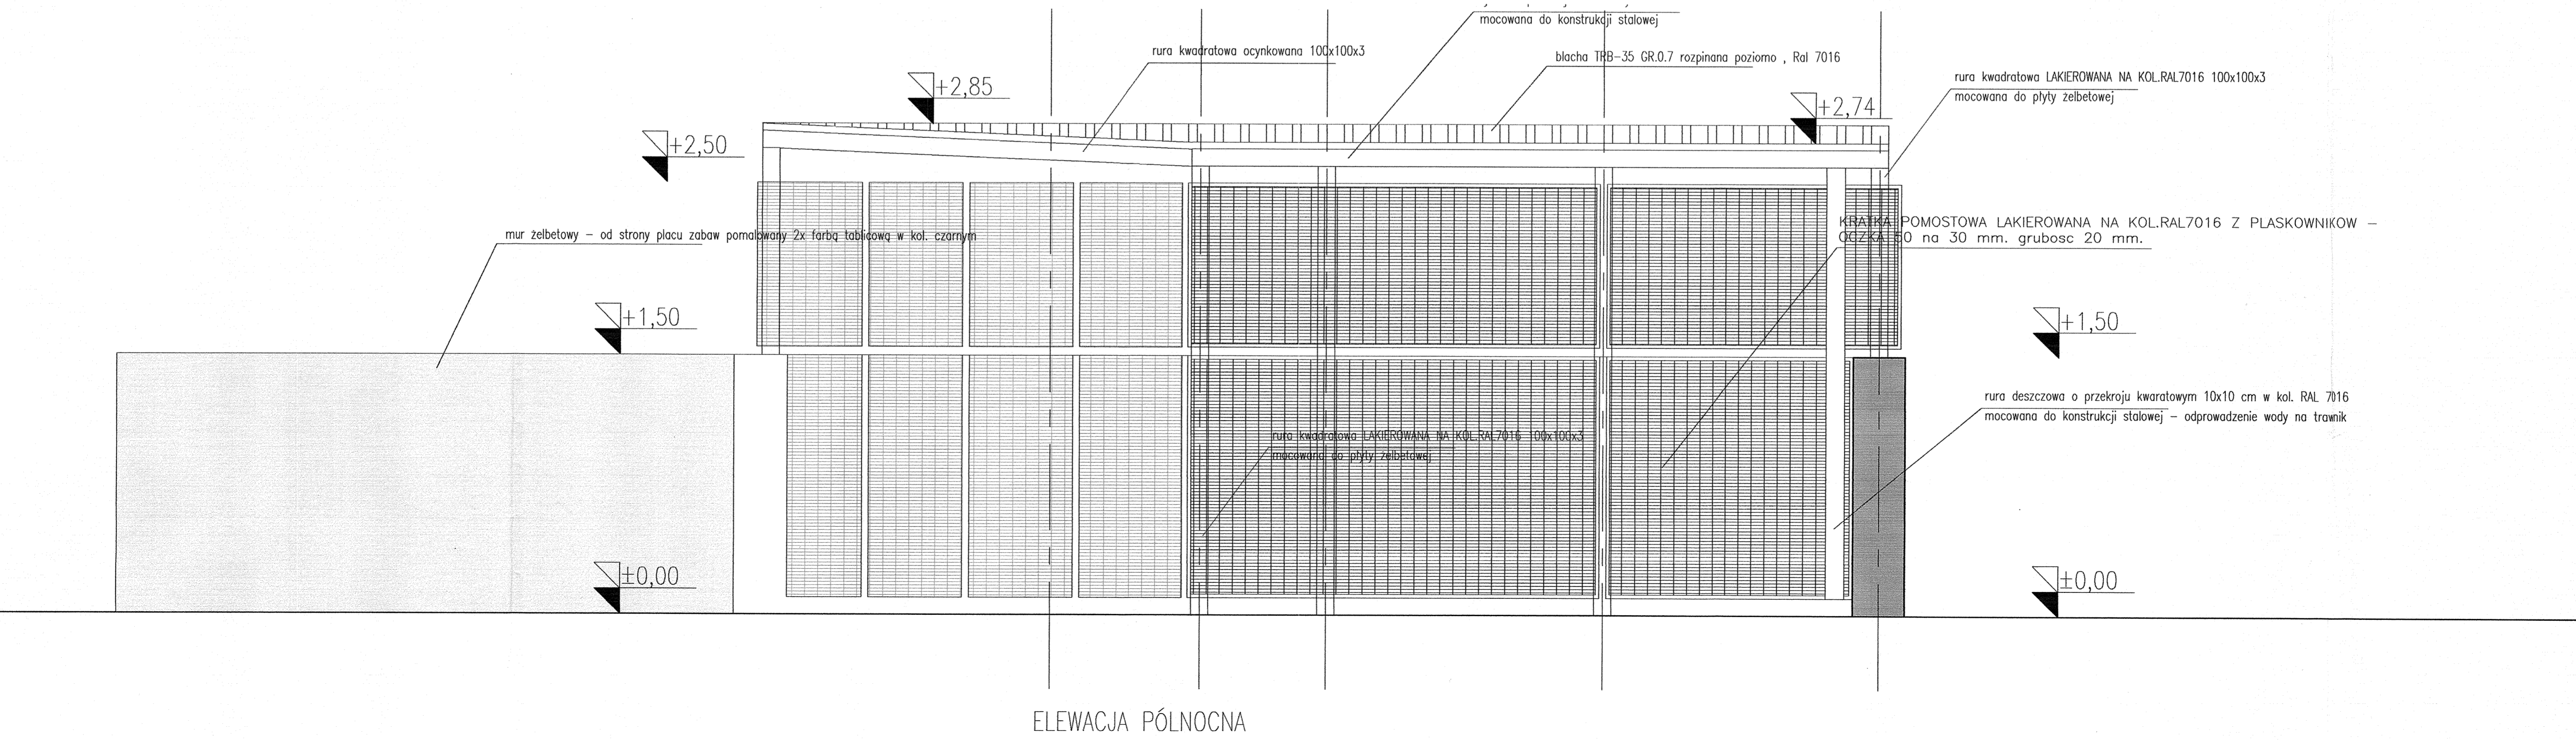 mocowana do konstrukcji stalowej
rura kwadratowa ocynkowana 100x100x3
blacha TRB-35 GR.0.7 rozpinana poziomo , Ral 7016
rura kwadratowa LAKIEROWANA NA KOL.RAL7016 100x100x3
mocowana do płyty żelbetowej
+2,85
+2,74
+2,50
KRATKA POMOSTOWA LAKIEROWANA NA KOL.RAL7016 Z PLASKOWNIKOW –
OCZKA 50 na 30 mm. grubosc 20 mm.
mur żelbetowy – od strony placu zabaw pomalowany 2x farbą tablicową w kol. czarnym
+1,50
+1,50
rura deszczowa o przekroju kwaratowym 10x10 cm w kol. RAL 7016
mocowana do konstrukcji stalowej – odprowadzenie wody na trawnik
rura kwadratowa LAKIEROWANA NA KOL.RAL7016 100x100x3
mocowana do płyty żelbetowej
±0,00
±0,00
ELEWACJA PÓLNOCNA